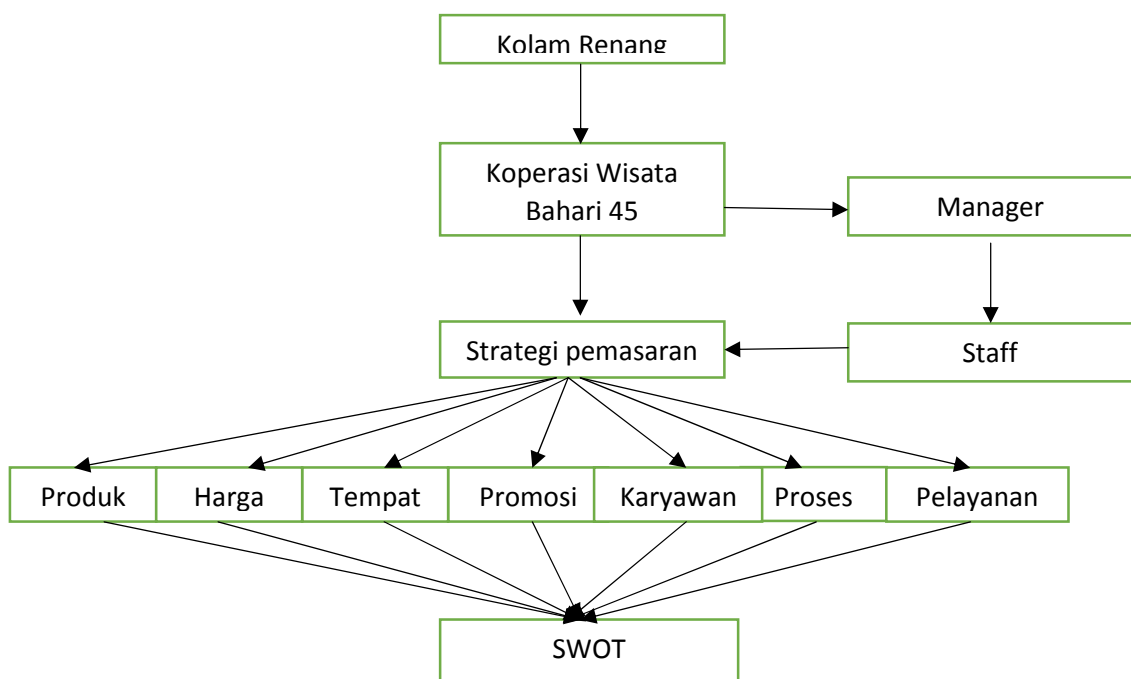 Kolam Renang
Koperasi Wisata
Bahari 45
Manager
Strategi pemasaran
Staff
Produk
Harga
Tempat
Promosi
Karyawan
Proses
Pelayanan
SWOT